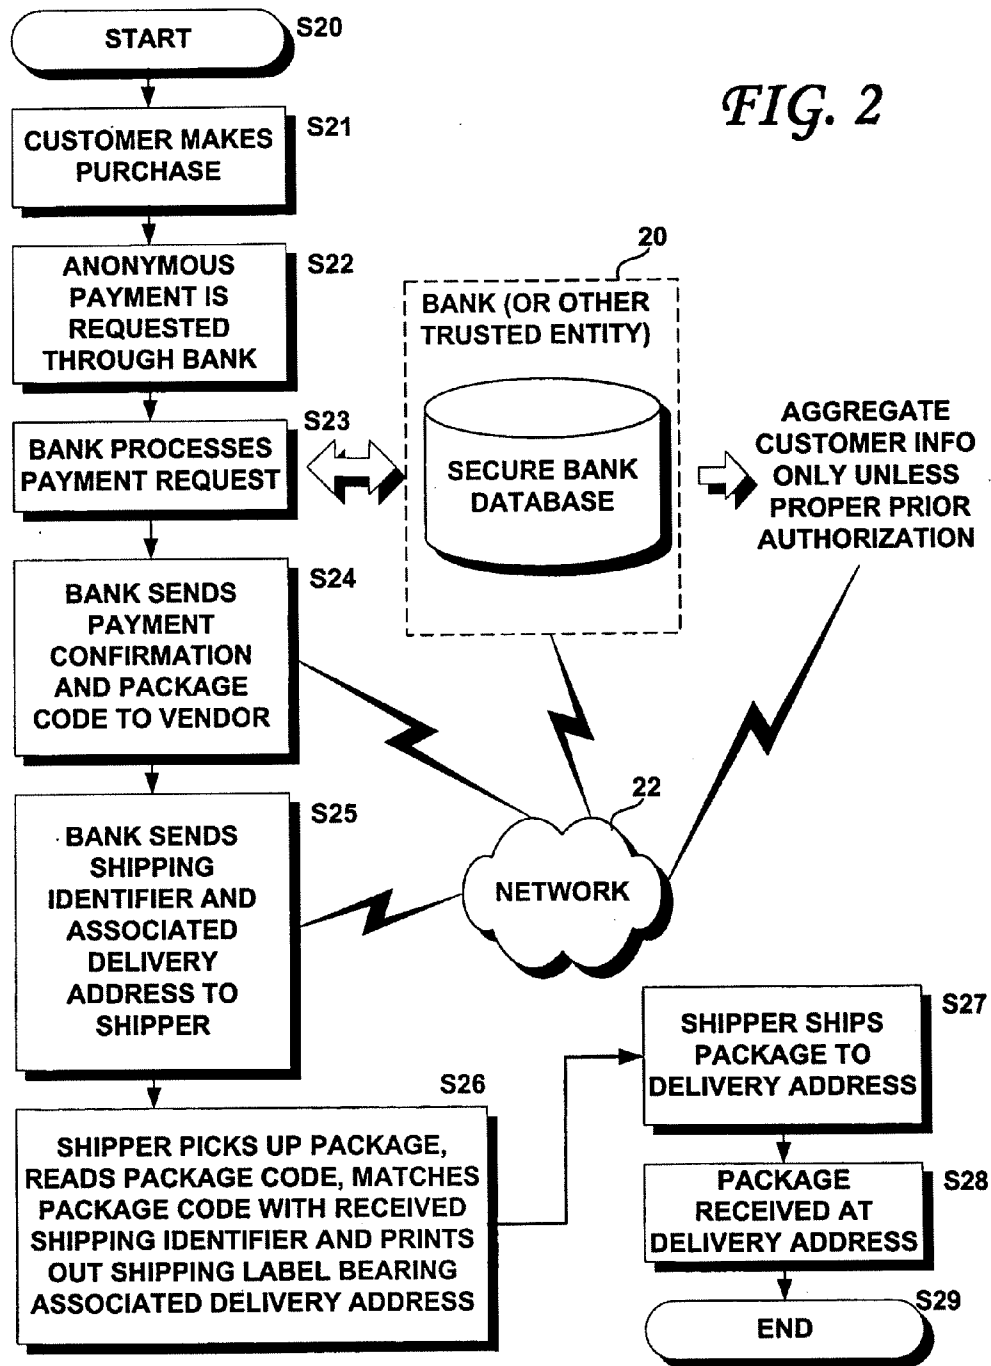 START
S20
FIG. 2
CUSTOMER MAKES
PURCHASE
S21
ANONYMOUS
PAYMENT IS
REQUESTED
THROUGH BANK
S22
BANK PROCESSES
PAYMENT REQUEST
S23
20
BANK (OR OTHER
TRUSTED ENTITY)
SECURE BANK
DATABASE
AGGREGATE
CUSTOMER INFO
ONLY UNLESS
PROPER PRIOR
AUTHORIZATION
BANK SENDS
PAYMENT
CONFIRMATION
AND PACKAGE
CODE TO VENDOR
S24
BANK SENDS
SHIPPING
IDENTIFIER AND
ASSOCIATED
DELIVERY
ADDRESS TO
SHIPPER
S25
22
NETWORK
SHIPPER PICKS UP PACKAGE,
READS PACKAGE CODE, MATCHES
PACKAGE CODE WITH RECEIVED
SHIPPING IDENTIFIER AND PRINTS
OUT SHIPPING LABEL BEARING
ASSOCIATED DELIVERY ADDRESS
S26
SHIPPER SHIPS
PACKAGE TO
DELIVERY ADDRESS
S27
PACKAGE
RECEIVED AT
DELIVERY ADDRESS
S28
END
S29